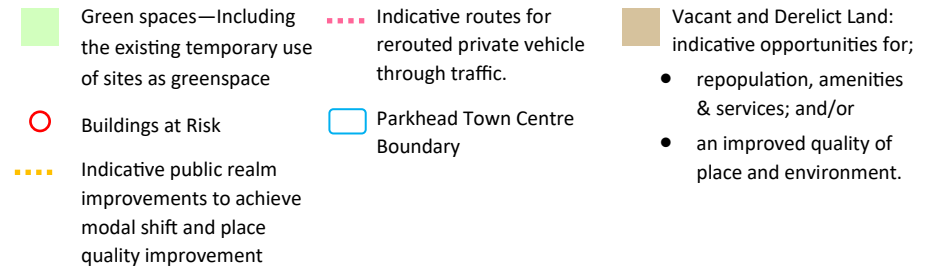 Green spaces—Including
the existing temporary use
of sites as greenspace
Buildings at Risk
Indicative public realm
improvements to achieve
modal shift and place
quality improvement
Indicative routes for
rerouted private vehicle
through traffic.
Parkhead Town Centre
Boundary
Vacant and Derelict Land:
indicative opportunities for;
• repopulation, amenities
& services; and/or
• an improved quality of
place and environment.